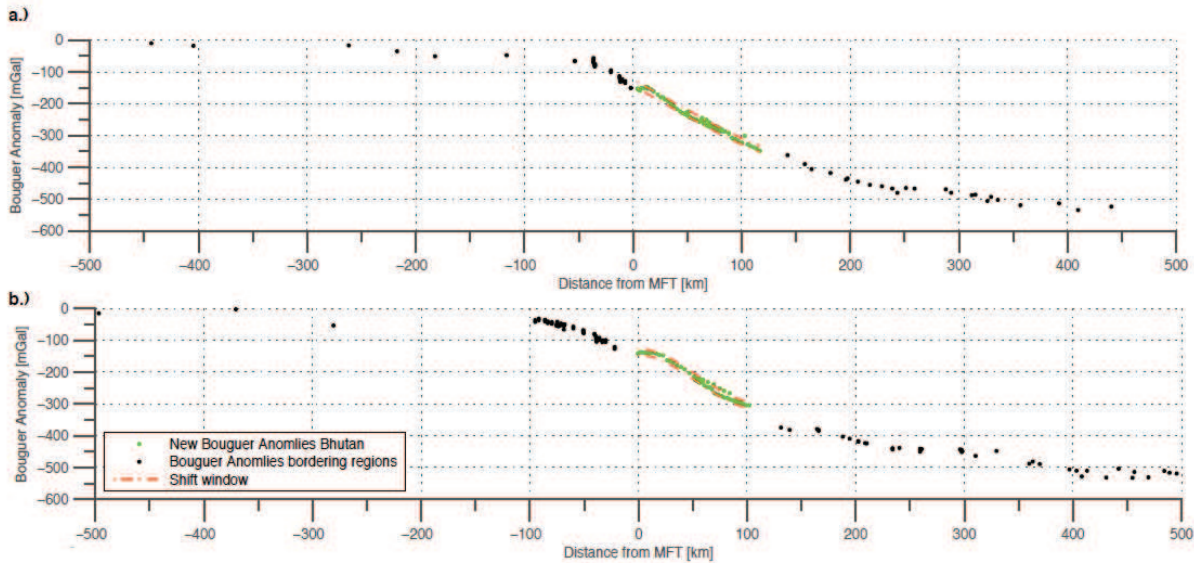 a.)
0
−100
−200
−300
−400
−500
−600
Bouguer Anomaly [mGal]
−500 −400 −300 −200 −100 0 100 200 300 400 500
Distance from MFT [km]
b.)
0
−100
−200
−300
−400
−500
−600
Bouguer Anomaly [mGal]
New Bouguer Anomlies Bhutan
Bouguer Anomlies bordering regions
Shift window
−500 −400 −300 −200 −100 0 100 200 300 400 500
Distance from MFT [km]